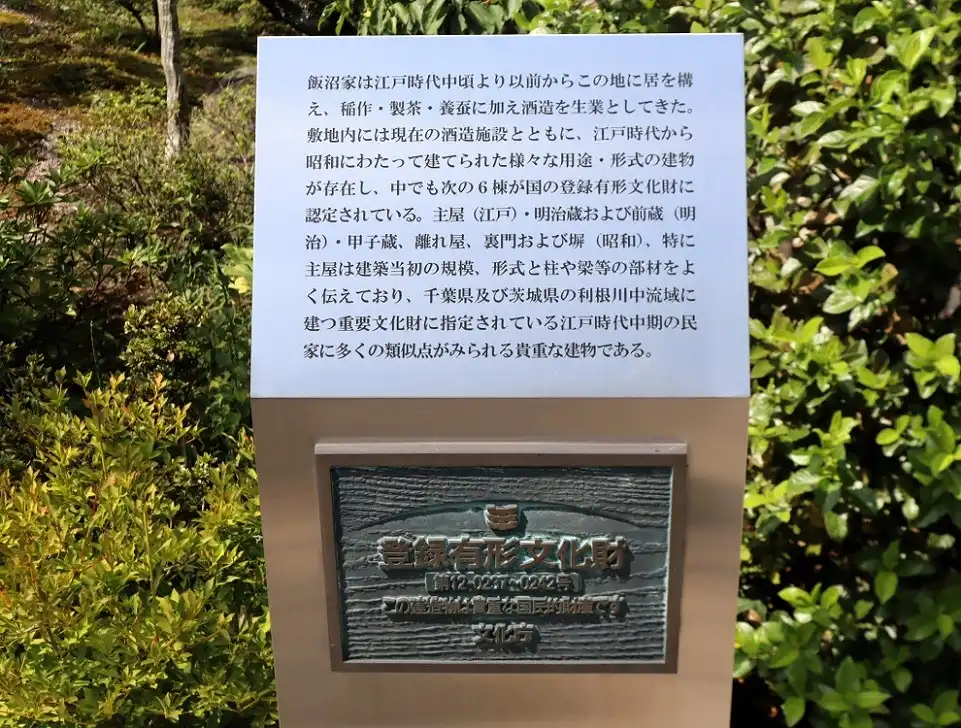 飯沼家は江戸時代中頃より以前からこの地に居を構
え、稲作・製茶・養蚕に加え酒造を生業としてきた。
敷地内には現在の酒造施設とともに、江戸時代から
昭和にわたって建てられた様々な用途・形式の建物
が存在し、中でも次の6棟が国の登録有形文化財に
認定されている。主屋（江戸）・明治蔵および前蔵（明
治）・甲子蔵、離れ屋、裏門および塀（昭和）、特に
主屋は建築当初の規模、形式と柱や梁等の部材をよ
く伝えており、千葉県及び茨城県の利根川中流域に
建つ重要文化財に指定されている江戸時代中期の民
家に多くの類似点がみられる貴重な建物である。
登録有形文化財
第12-0237~0242号
この建造物は貴重な国民的財産です
文化庁